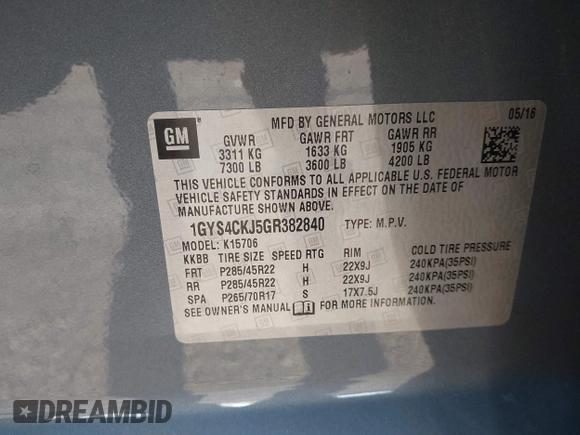 MFD BY GENERAL MOTORS LLC 05/16
GM
GVWR GAWR FRT GAWR RR
3311 KG 1633 KG 1905 KG
7300 LB 3600 LB 4200 LB
THIS VEHICLE CONFORMS TO ALL APPLICABLE U.S. FEDERAL MOTOR
VEHICLE SAFETY STANDARDS IN EFFECT ON THE DATE OF
MANUFACTURE SHOWN ABOVE.
1GYS4CKJ5GR382840 TYPE: M.P.V.
MODEL: K15706
KKBB TIRE SIZE SPEED RTG RIM COLD TIRE PRESSURE
FRT P285/45R22 H 22X9J 240KPA(35PSI)
RR P285/45R22 H 22X9J 240KPA(35PSI)
SPA P265/70R17 S 17X7.5J 240KPA(35PSI)
SEE OWNER'S MANUAL FOR MORE INFORMATION.
DREAMBID